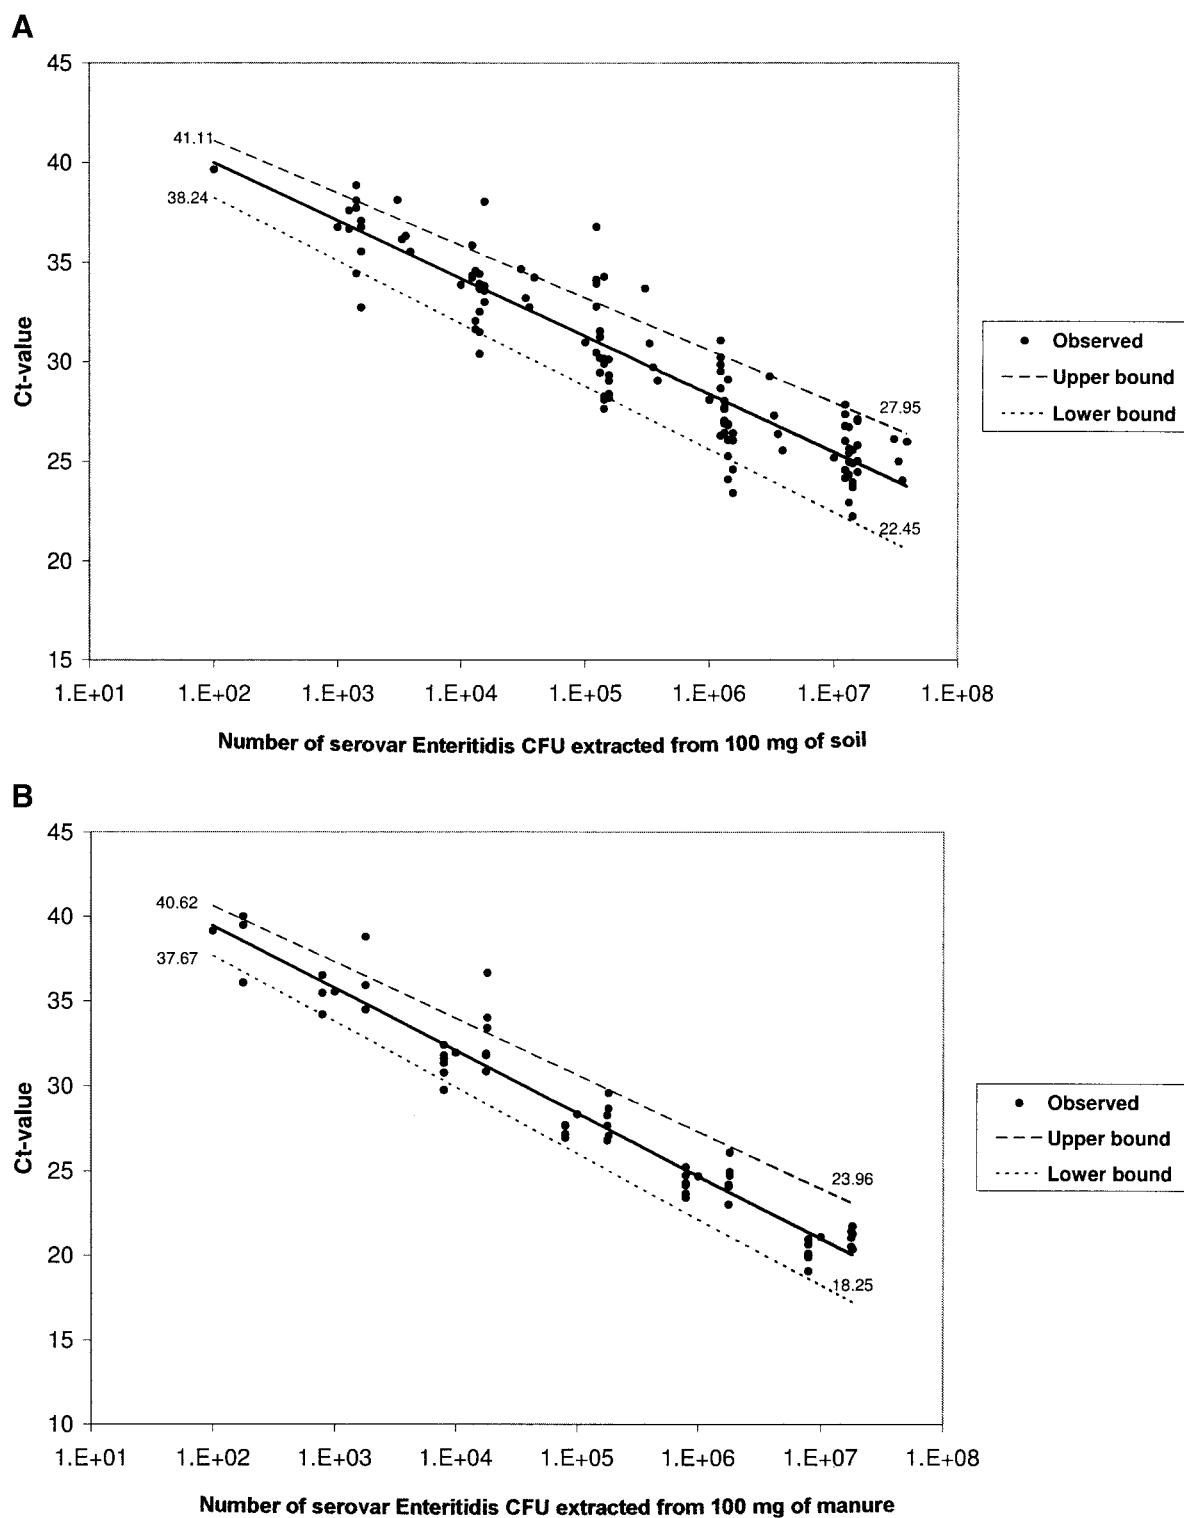 A
45
40
35
30
25
20
15
Ct-value
41.11
38.24
27.95
22.45
Observed
Upper bound
Lower bound
1.E+01 1.E+02 1.E+03 1.E+04 1.E+05 1.E+06 1.E+07 1.E+08
Number of serovar Enteritidis CFU extracted from 100 mg of soil
B
45
40
35
30
25
20
15
10
Ct-value
40.62
37.67
23.96
18.25
Observed
Upper bound
Lower bound
1.E+01 1.E+02 1.E+03 1.E+04 1.E+05 1.E+06 1.E+07 1.E+08
Number of serovar Enteritidis CFU extracted from 100 mg of manure